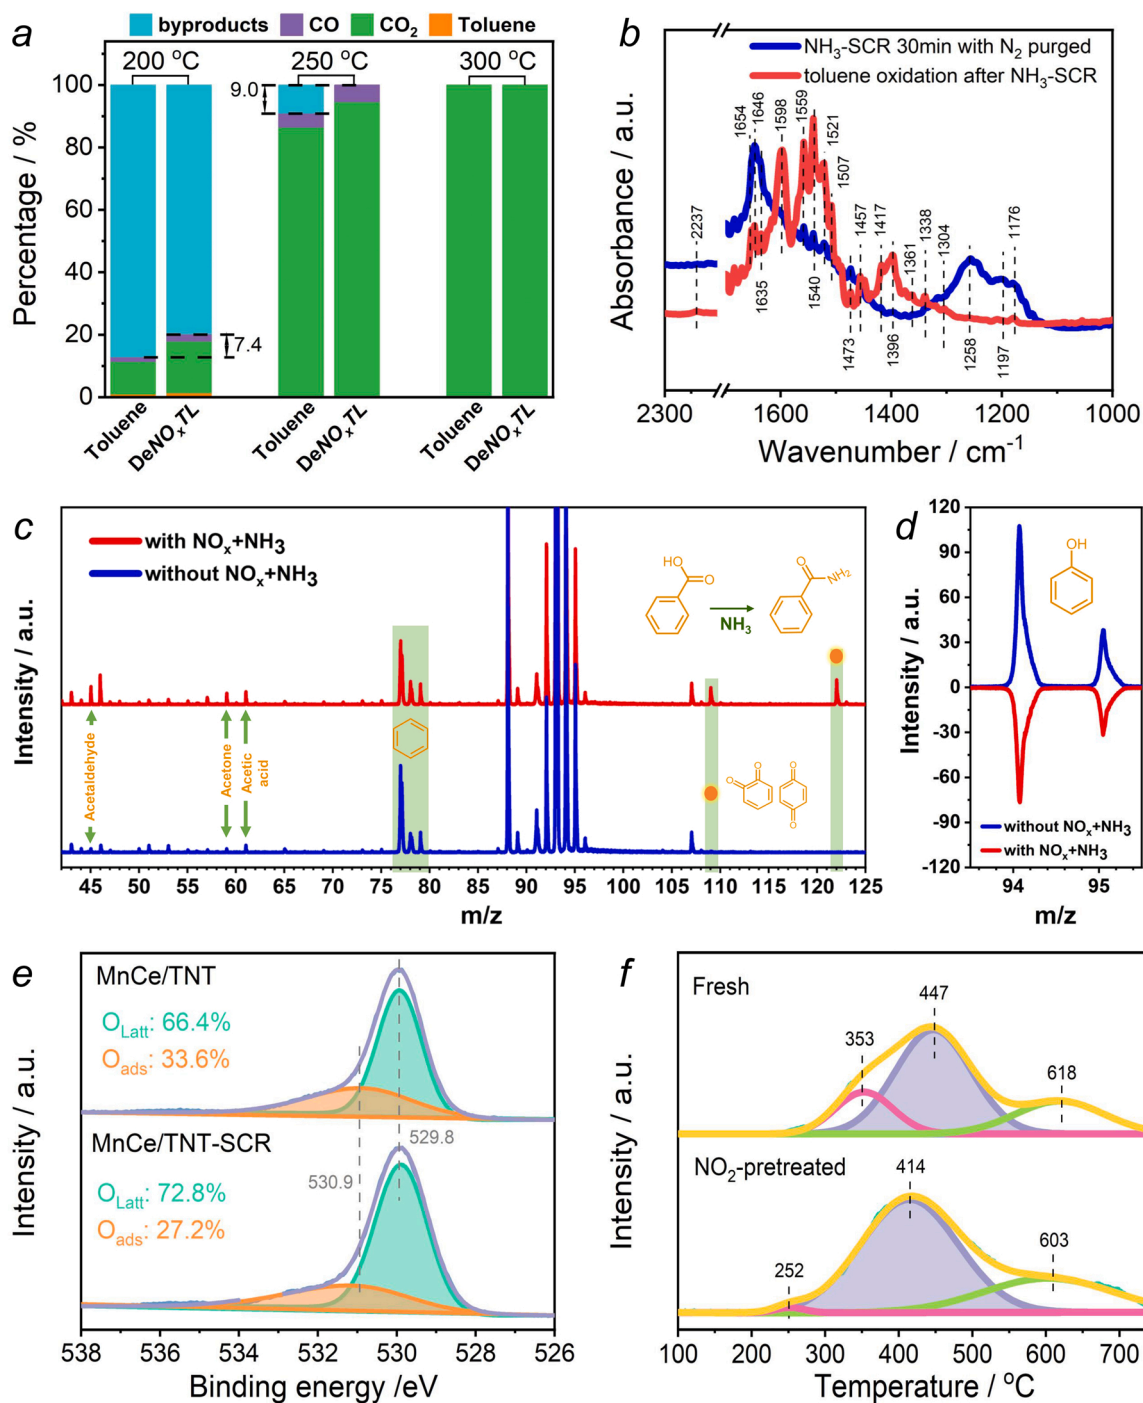 a
byproducts CO CO₂ Toluene
200 °C 250 °C 300 °C
100
80
60
40
20
0
9.0
7.4
Percentage / %
Toluene
DeNOₓTL
Toluene
DeNOₓTL
Toluene
DeNOₓTL
b
NH₃-SCR 30min with N₂ purged
toluene oxidation after NH₃-SCR
Absorbance / a.u.
2237
1654
1646
1635
1598
1559
1540
1521
1507
1473
1457
1417
1396
1361
1338
1304
1258
1197
1176
2300 1600 1400 1200 1000
Wavenumber / cm⁻¹
c
with NOₓ+NH₃
without NOₓ+NH₃
Intensity / a.u.
HO
O
NH₃
O
NH₂
Acetaldehyde
Acetone
Acetic
acid
O
O
O
O
45 50 55 60 65 70 75 80 85 90 95 100 105 110 115 120 125
m/z
d
OH
120
90
60
30
0
-30
-60
-90
-120
Intensity / a.u.
without NOₓ+NH₃
with NOₓ+NH₃
94 95
m/z
e
MnCe/TNT
O_Latt: 66.4%
O_ads: 33.6%
529.8
530.9
MnCe/TNT-SCR
O_Latt: 72.8%
O_ads: 27.2%
Intensity / a.u.
538 536 534 532 530 528 526
Binding energy /eV
f
Fresh
353
447
618
NO₂-pretreated
252
414
603
Intensity / a.u.
100 200 300 400 500 600 700
Temperature / °C